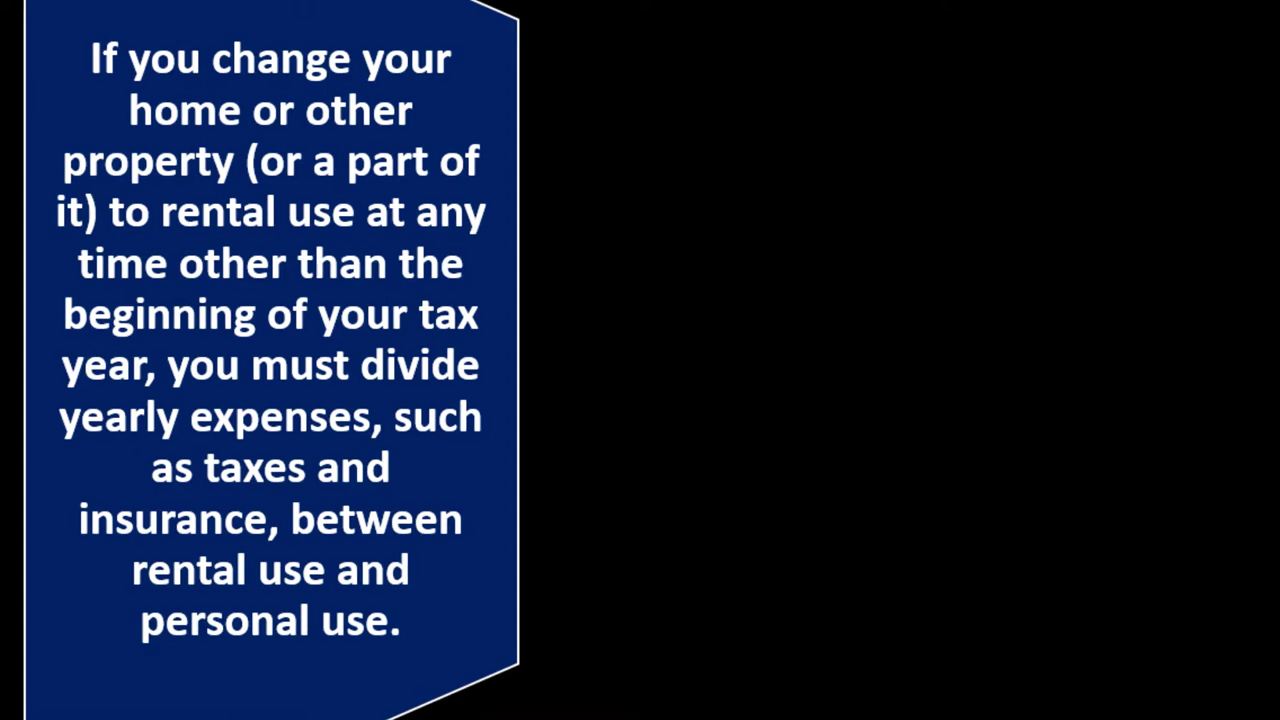 If you change your
home or other
property (or a part of
it) to rental use at any
time other than the
beginning of your tax
year, you must divide
yearly expenses, such
as taxes and
insurance, between
rental use and
personal use.